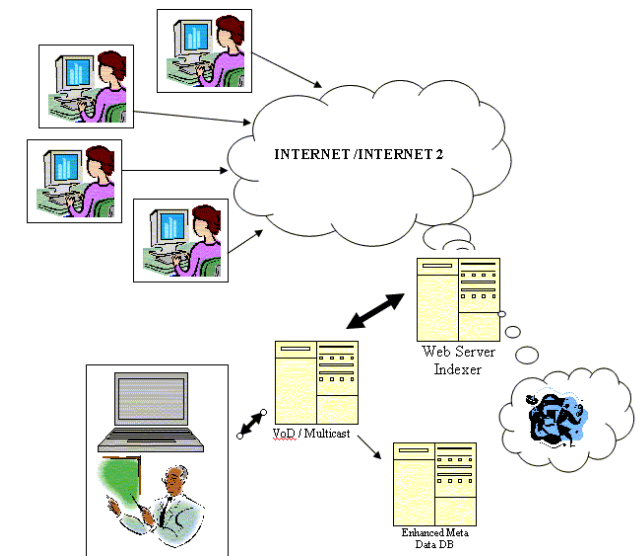 INTERNET /INTERNET 2
Web Server
Indexer
VoD / Multicast
Enhanced Meta
Data DB